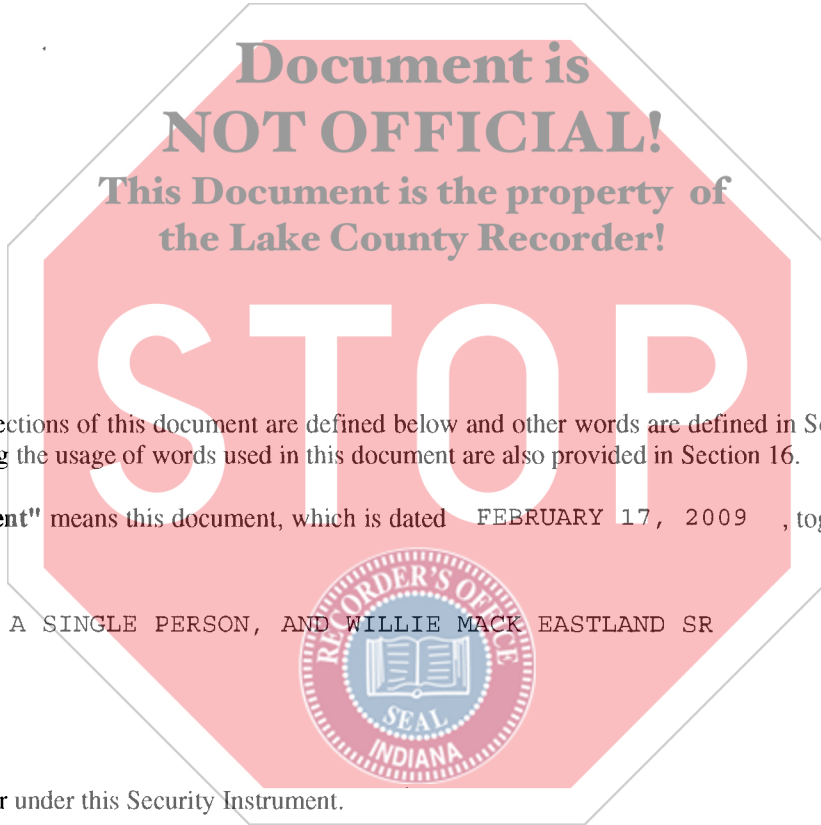 Document is
NOT OFFICIAL!
This Document is the property of
the Lake County Recorder!
STOP
ections of this document are defined below and other words are defined in Se
g the usage of words used in this document are also provided in Section 16.
ent" means this document, which is dated FEBRUARY 17, 2009 , tog
A SINGLE PERSON, AND WILLIE MACK EASTLAND SR
RECORDER'S OFFICE
SEAL
INDIANA
r under this Security Instrument.